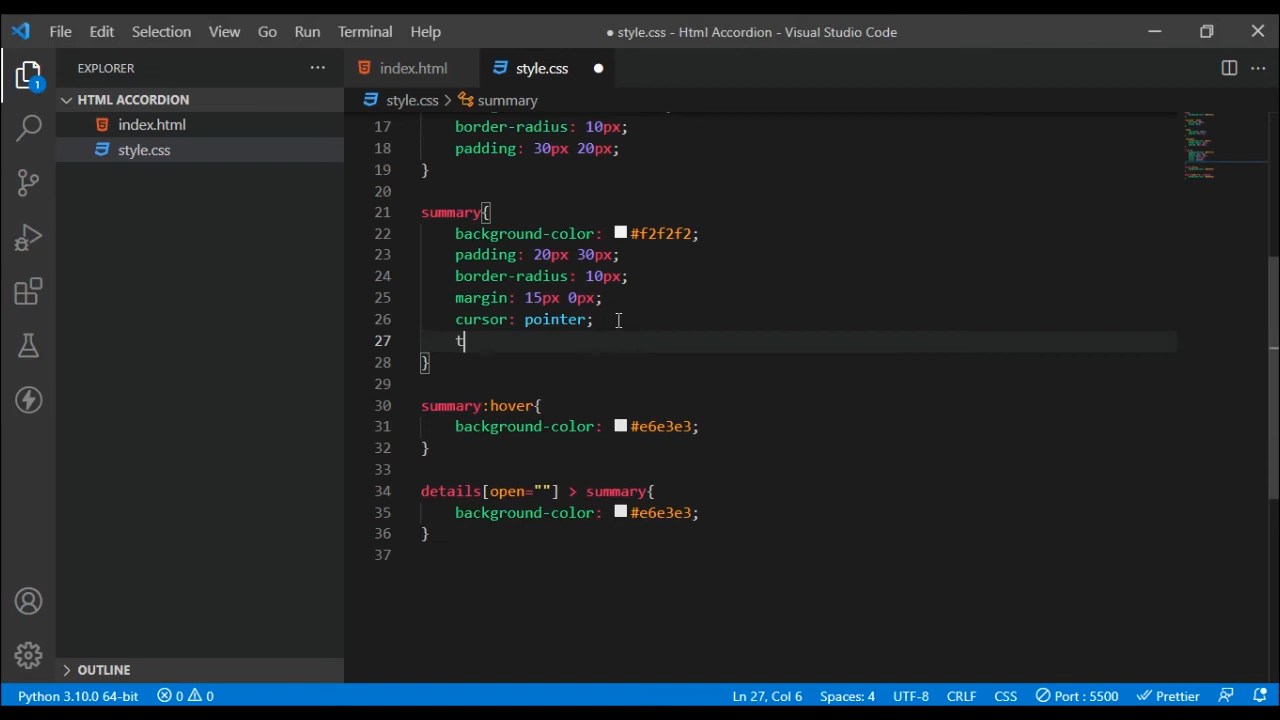 File Edit Selection View Go Run Terminal Help
● style.css - Html Accordion - Visual Studio Code
EXPLORER
index.html
style.css
HTML ACCORDION
style.css > summary
1
index.html
style.css
17 border-radius: 10px;
18 padding: 30px 20px;
19 }
20
21 summary{
22 background-color: #f2f2f2;
23 padding: 20px 30px;
24 border-radius: 10px;
25 margin: 15px 0px;
26 cursor: pointer;
27 t
28 }
29
30 summary:hover{
31 background-color: #e6e3e3;
32 }
33
34 details[open=""] > summary{
35 background-color: #e6e3e3;
36 }
37
OUTLINE
Python 3.10.0 64-bit 0 0 Ln 27, Col 6 Spaces: 4 UTF-8 CRLF CSS Port : 5500 Prettier